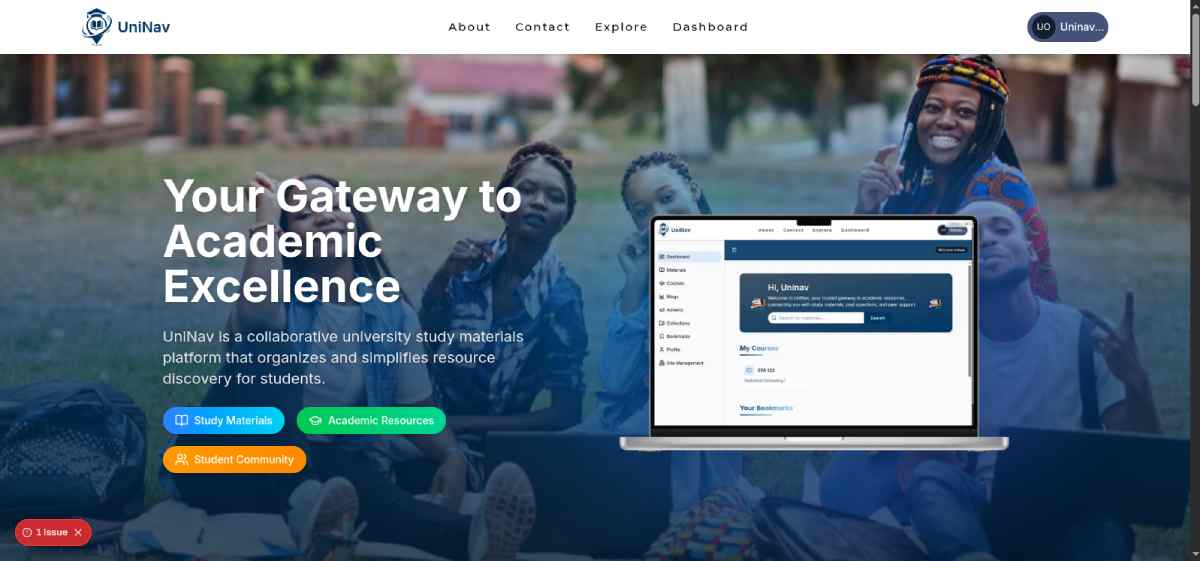 UniNav
About Contact Explore Dashboard
UO Uninav...
Your Gateway to
Academic
Excellence
UniNav is a collaborative university study materials
platform that organizes and simplifies resource
discovery for students.
Study Materials
Academic Resources
Student Community
1 Issue
UniNav
Contact Explore Dashboard
Dashboard
Materials
Courses
Blogs
Collections
Bookmarks
Profile
Site Management
Hi, Uninav
Welcome to UniNav, your trusted gateway to academic resources,
connecting you with study materials, past questions, and peer support
Search
My Courses
Your Bookmarks